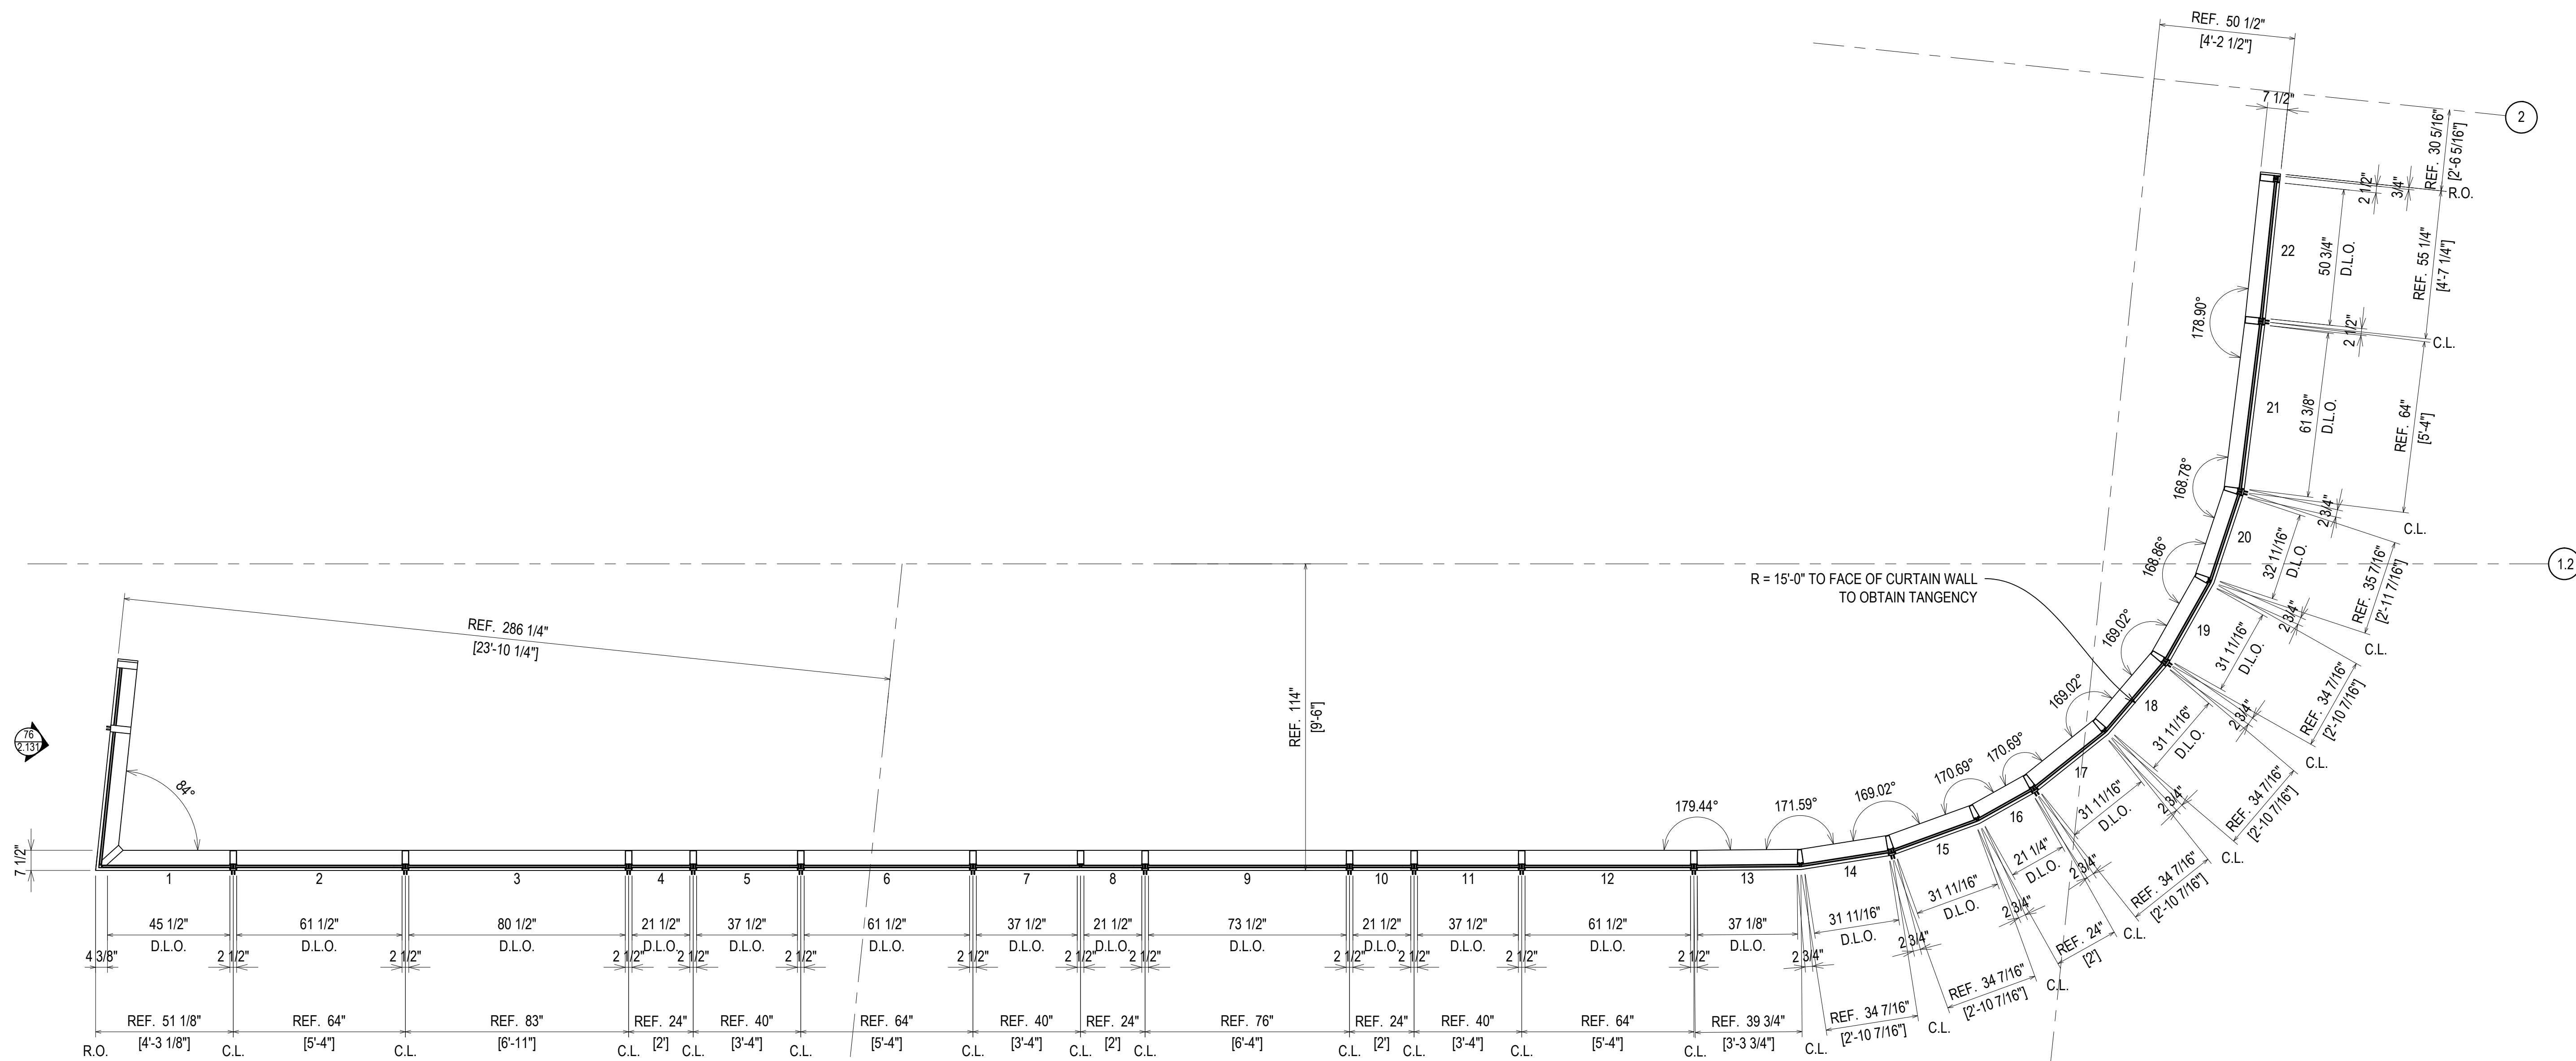 REF. 50 1/2"
[4'-2 1/2"]
7 1/2"
2
REF. 30 5/16"
[2'-6 5/16"]
2 1/2"
3/4"
R.O.
22
50 3/4"
D.L.O.
REF. 55 1/4"
[4'-7 1/4"]
178.90°
2 1/2"
C.L.
21
61 3/8"
D.L.O.
REF. 64"
[5'-4"]
168.78°
2 3/4"
C.L.
20
32 11/16"
D.L.O.
REF. 35 7/16"
[2'-11 7/16"]
1.2
168.86°
R = 15'-0" TO FACE OF CURTAIN WALL
TO OBTAIN TANGENCY
2 3/4"
C.L.
19
31 11/16"
D.L.O.
REF. 34 7/16"
[2'-10 7/16"]
169.02°
2 3/4"
C.L.
18
31 11/16"
D.L.O.
REF. 34 7/16"
[2'-10 7/16"]
169.02°
2 3/4"
C.L.
17
31 11/16"
D.L.O.
REF. 34 7/16"
[2'-10 7/16"]
170.69°
2 3/4"
C.L.
16
21 1/4"
D.L.O.
REF. 24"
[2']
170.69°
2 3/4"
C.L.
15
31 11/16"
D.L.O.
REF. 34 7/16"
[2'-10 7/16"]
169.02°
2 3/4"
C.L.
14
31 11/16"
D.L.O.
REF. 34 7/16"
[2'-10 7/16"]
171.59°
2 3/4"
C.L.
179.44°
REF. 286 1/4"
[23'-10 1/4"]
REF. 114"
[9'-6"]
76
2.131
84°
7 1/2"
1 2 3 4 5 6 7 8 9 10 11 12 13
45 1/2" 61 1/2" 80 1/2" 21 1/2" 37 1/2" 61 1/2" 37 1/2" 21 1/2" 73 1/2" 21 1/2" 37 1/2" 61 1/2" 37 1/8"
D.L.O. D.L.O. D.L.O. D.L.O. D.L.O. D.L.O. D.L.O. D.L.O. D.L.O. D.L.O. D.L.O. D.L.O. D.L.O.
4 3/8" 2 1/2" 2 1/2" 2 1/2" 2 1/2" 2 1/2" 2 1/2" 2 1/2" 2 1/2" 2 1/2" 2 1/2" 2 1/2" 2 1/2"
REF. 51 1/8" REF. 64" REF. 83" REF. 24" REF. 40" REF. 64" REF. 40" REF. 24" REF. 76" REF. 24" REF. 40" REF. 64" REF. 39 3/4"
[4'-3 1/8"] [5'-4"] [6'-11"] [2'] [3'-4"] [5'-4"] [3'-4"] [2'] [6'-4"] [2'] [3'-4"] [5'-4"] [3'-3 3/4"]
R.O. C.L. C.L. C.L. C.L. C.L. C.L. C.L. C.L. C.L. C.L. C.L. C.L.